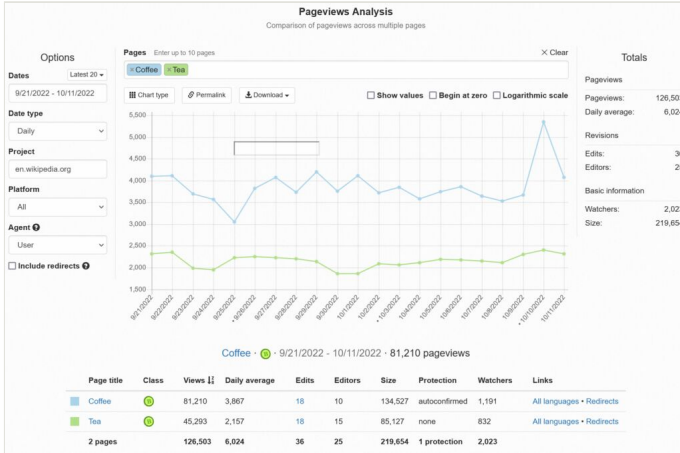 Pageviews Analysis
Comparison of pageviews across multiple pages
Options
Dates
Latest 20
9/21/2022 - 10/11/2022
Date type
Daily
Project
en.wikipedia.org
Platform
All
Agent
User
Include redirects
Pages Enter up to 10 pages
× Clear
× Coffee × Tea
Chart type Permalink Download
Show values Begin at zero Logarithmic scale
5,500
5,000
4,500
4,000
3,500
3,000
2,500
2,000
1,500
9/21/2022 9/22/2022 9/23/2022 9/24/2022 9/25/2022 • 9/26/2022 9/27/2022 9/28/2022 9/29/2022 9/30/2022 10/1/2022 10/2/2022 • 10/3/2022 10/4/2022 10/5/2022 10/6/2022 10/7/2022 10/8/2022 10/9/2022 • 10/10/2022 10/11/2022
Totals
Pageviews
Pageviews: 126,503
Daily average: 6,024
Revisions
Edits: 36
Editors: 25
Basic information
Watchers: 2,023
Size: 219,654
Coffee · 9/21/2022 - 10/11/2022 · 81,210 pageviews
Page title Class Views Daily average Edits Editors Size Protection Watchers Links
Coffee 81,210 3,867 18 10 134,527 autoconfirmed 1,191 All languages • Redirects
Tea 45,293 2,157 18 15 85,127 none 832 All languages • Redirects
2 pages 126,503 6,024 36 25 219,654 1 protection 2,023